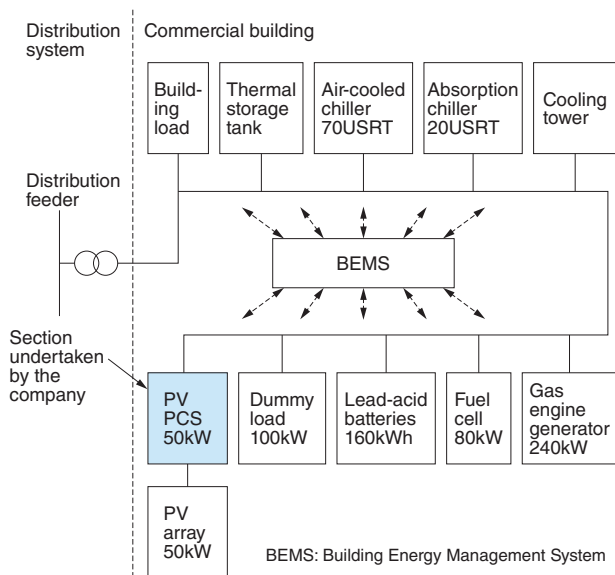 Distribution
system
Commercial building
Build-
ing
load
Thermal
storage
tank
Air-cooled
chiller
70USRT
Absorption
chiller
20USRT
Cooling
tower
Distribution
feeder
BEMS
Section
undertaken
by the
company
PV
PCS
50kW
Dummy
load
100kW
Lead-acid
batteries
160kWh
Fuel
cell
80kW
Gas
engine
generator
240kW
PV
array
50kW
BEMS: Building Energy Management System